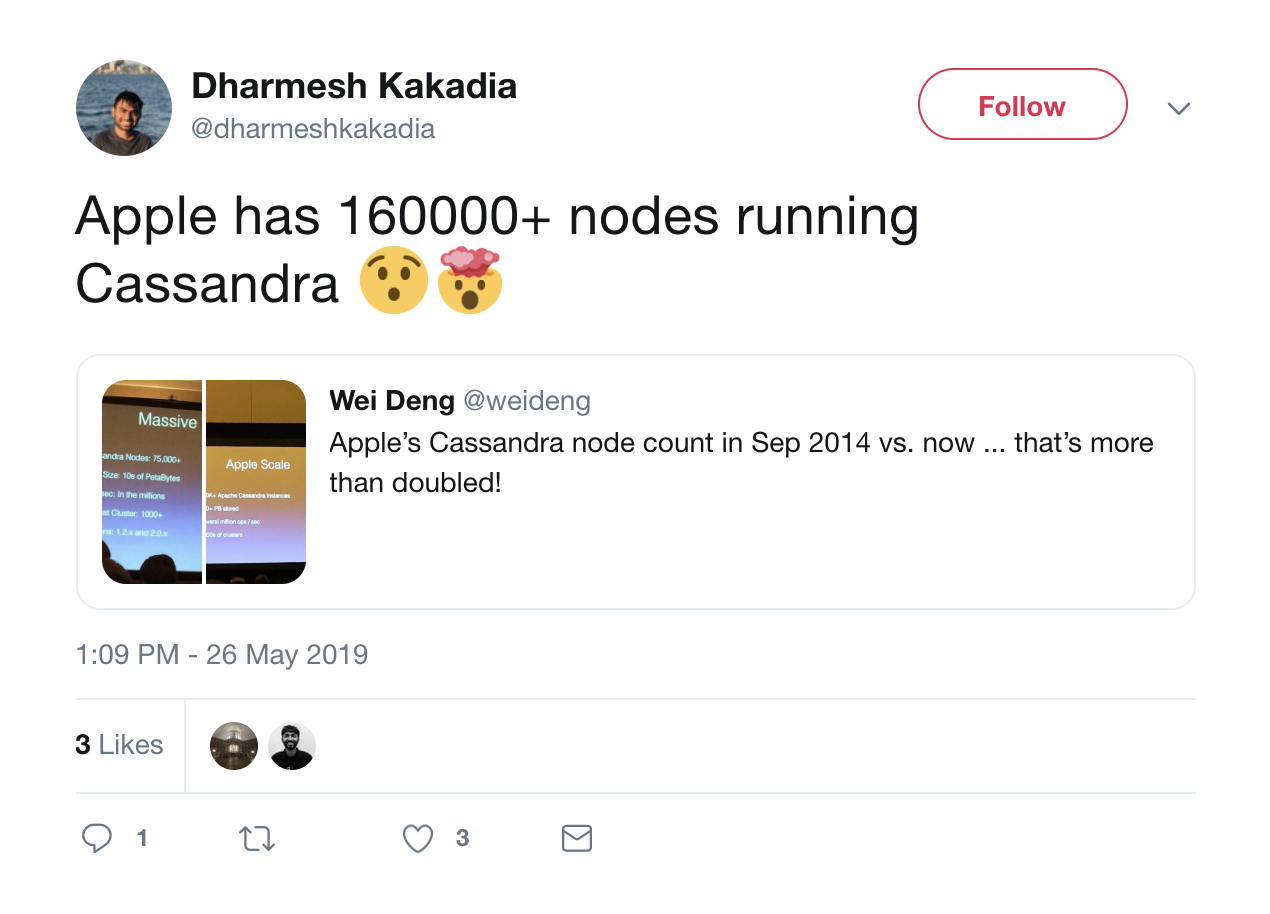 Dharmesh Kakadia
@dharmeshkakadia
Follow
Apple has 160000+ nodes running
Cassandra 😯🤯
Massive
andra Nodes: 75,000+
Size: 10s of PetaBytes
sec: In the millions
st Cluster: 1000+
ns: 1.2.x and 2.0.x
Apple Scale
0K+ Apache Cassandra instances
0+ PB stored
veral million ops / sec
00s of clusters
Wei Deng @weideng
Apple’s Cassandra node count in Sep 2014 vs. now ... that’s more
than doubled!
1:09 PM - 26 May 2019
3 Likes
1
3